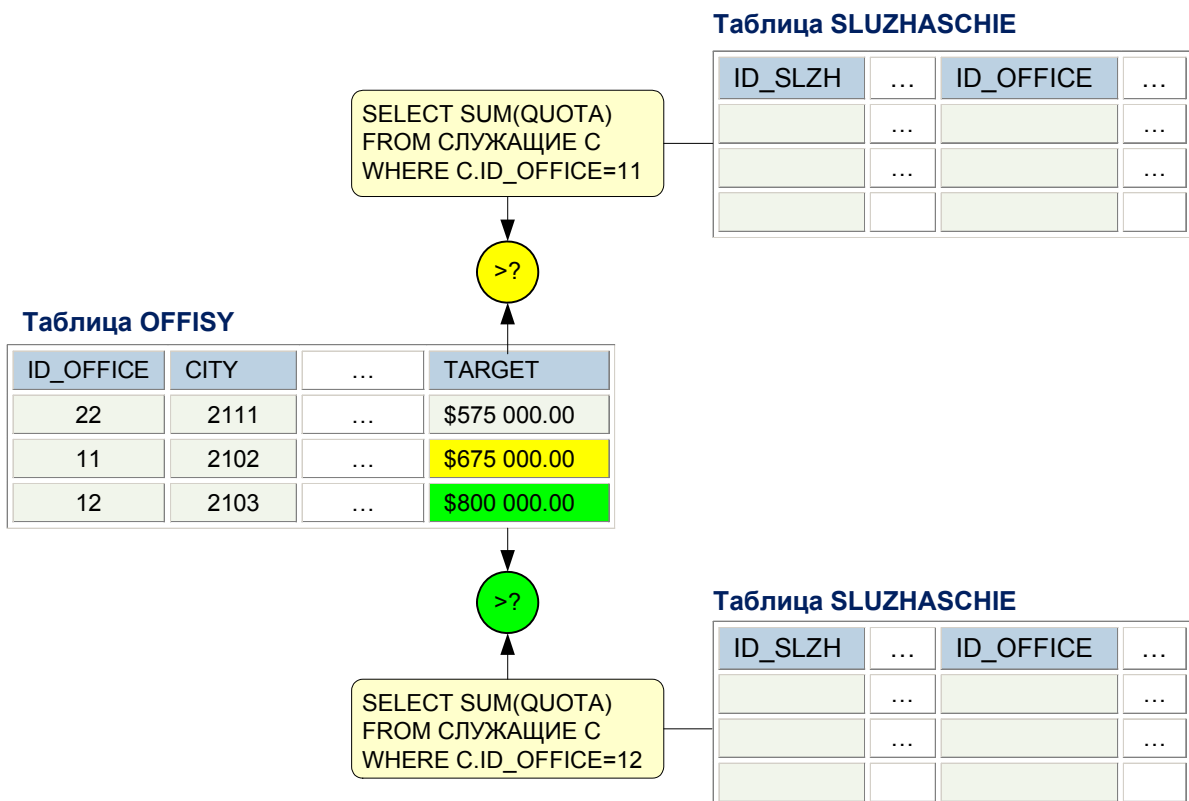 Таблица SLUZHASCHIE
ID_SLZH … ID_OFFICE …
… …
… …
SELECT SUM(QUOTA)
FROM СЛУЖАЩИЕ С
WHERE C.ID_OFFICE=11
>?
Таблица OFFISY
ID_OFFICE CITY … TARGET
22 2111 … $575 000.00
11 2102 … $675 000.00
12 2103 … $800 000.00
>?
Таблица SLUZHASCHIE
ID_SLZH … ID_OFFICE …
… …
… …
SELECT SUM(QUOTA)
FROM СЛУЖАЩИЕ С
WHERE C.ID_OFFICE=12